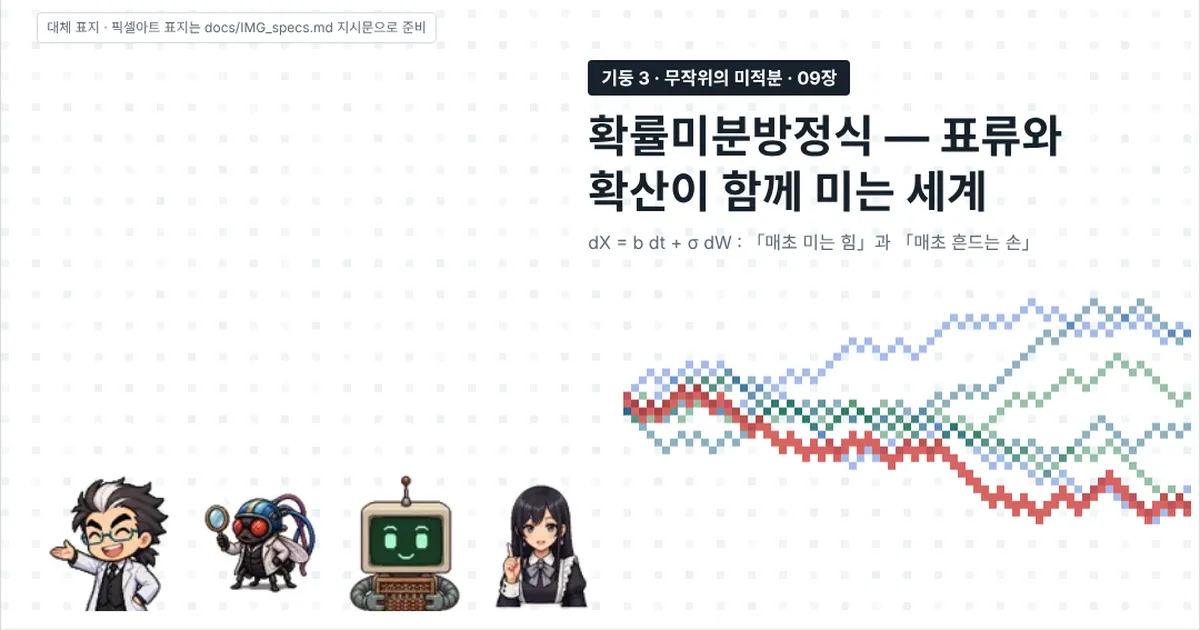 대체 표지 · 픽셀아트 표지는 docs/IMG_specs.md 지시문으로 준비
기둥 3 · 무작위의 미적분 · 09장
확률미분방정식 — 표류와
확산이 함께 미는 세계
dX = b dt + σ dW : 「매초 미는 힘」과 「매초 흔드는 손」